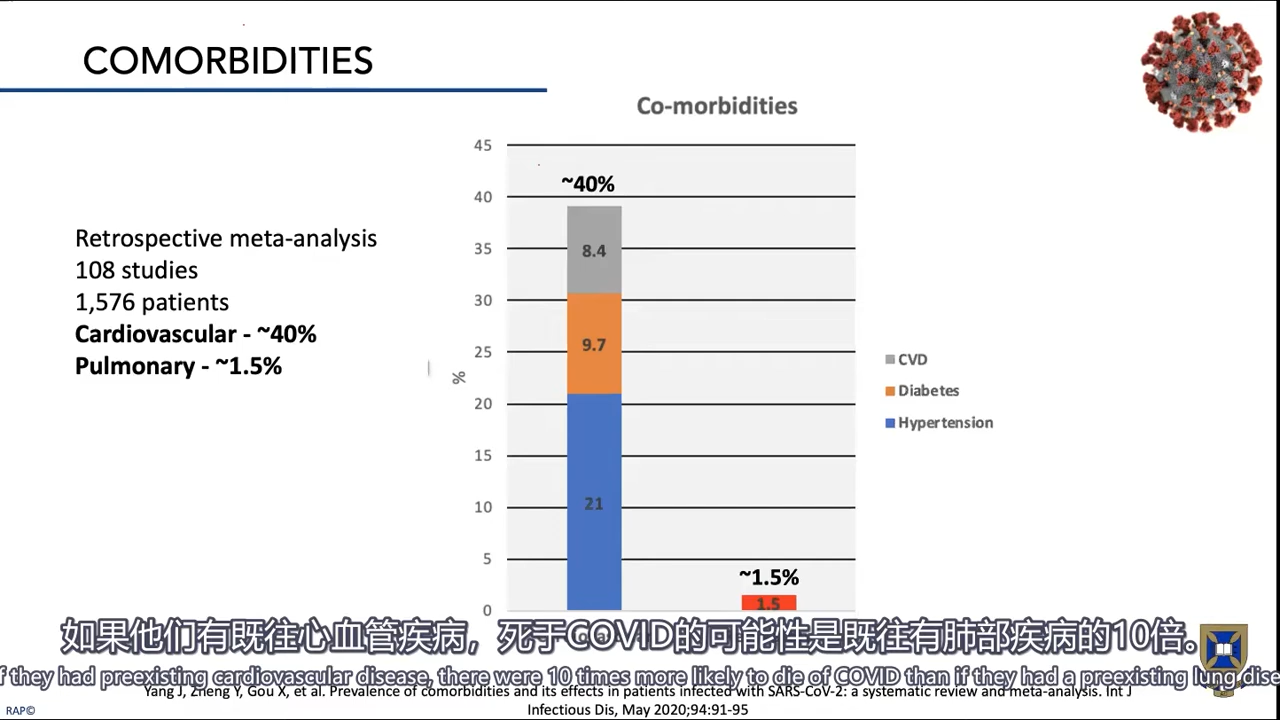 COMORBIDITIES
Co-morbidities
Retrospective meta-analysis
108 studies
1,576 patients
Cardiovascular - ~40%
Pulmonary - ~1.5%
45
40
35
30
25
20
15
10
5
0
%
~40%
8.4
9.7
21
~1.5%
1.5
CVD
Diabetes
Hypertension
如果他们有既往心血管疾病，死于COVID的可能性是既往有肺部疾病的10倍。
f they had preexisting cardiovascular disease, there were 10 times more likely to die of COVID than if they had a preexisting lung dise
Yang J, Zheng Y, Gou X, et al. Prevalence of comorbidities and its effects in patients infected with SARS-CoV-2: a systematic review and meta-analysis. Int J
Infectious Dis, May 2020;94:91-95
RAP©